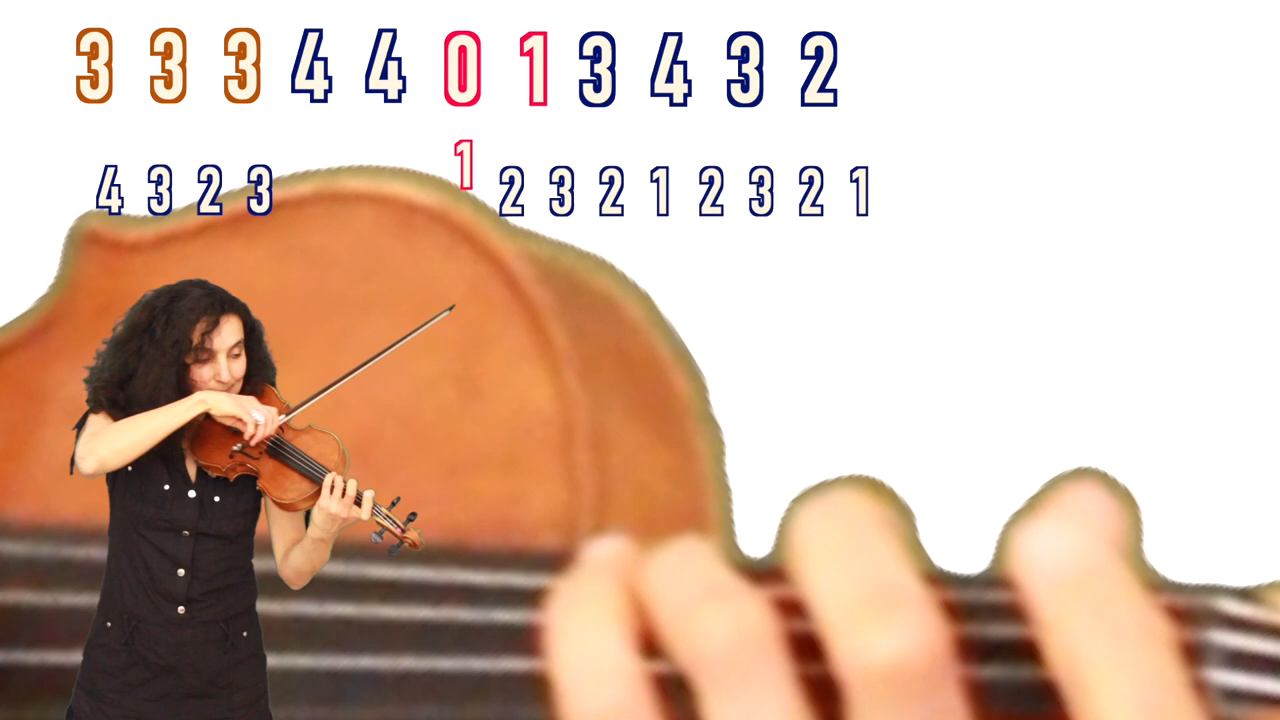 3 3 3 4 4 0 1 3 4 3 2
4 3 2 3 1 2 3 2 1 2 3 2 1